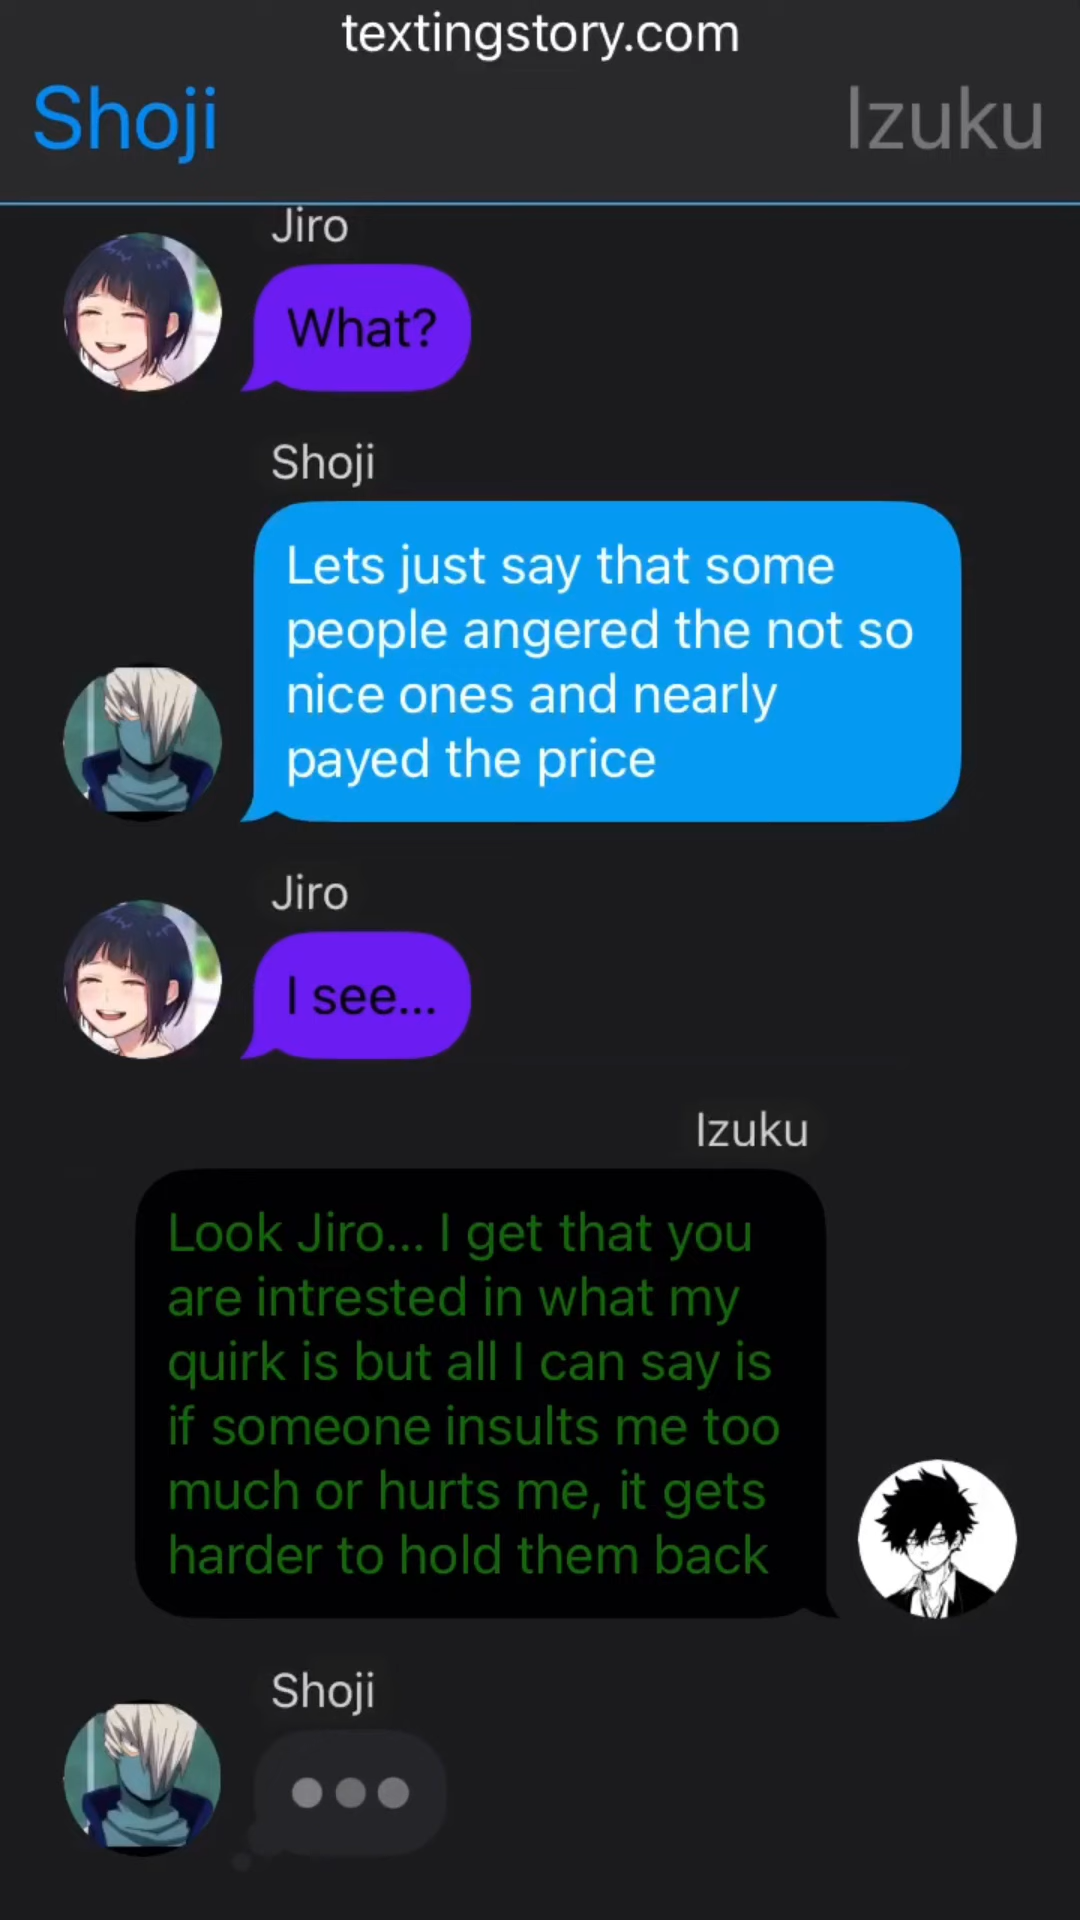 textingstory.com
Shoji
Izuku
Jiro
What?
Shoji
Lets just say that some
people angered the not so
nice ones and nearly
payed the price
Jiro
I see...
Izuku
Look Jiro... I get that you
are intrested in what my
quirk is but all I can say is
if someone insults me too
much or hurts me, it gets
harder to hold them back
Shoji